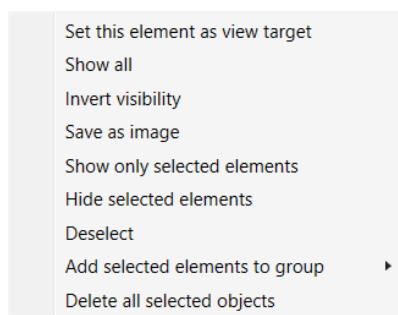 Set this element as view target
Show all
Invert visibility
Save as image
Show only selected elements
Hide selected elements
Deselect
Add selected elements to group
Delete all selected objects